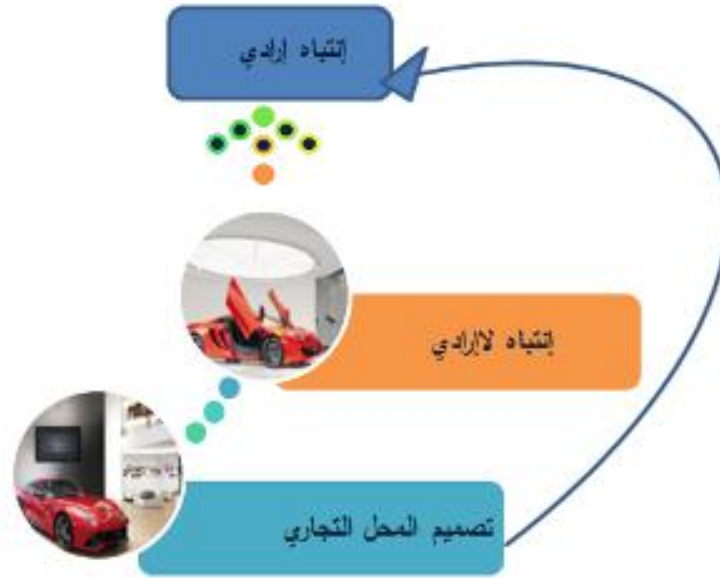 إنتباه إرادي
إنتباه لاإرادي
تصميم المحل التجاري